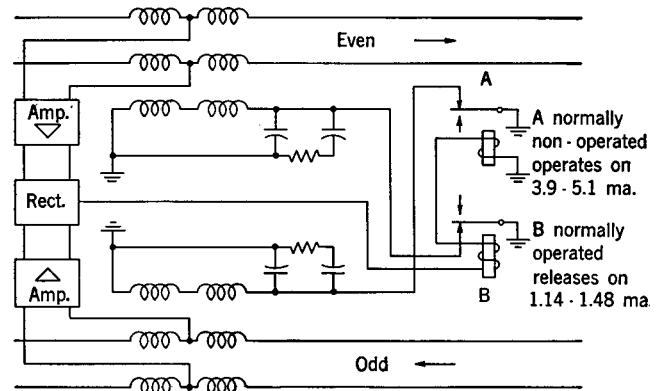 Even
A
Amp.
A normally
non-operated
operates on
3.9-5.1 ma.
Rect.
B normally
operated
releases on
1.14-1.48 ma.
Amp.
B
Odd